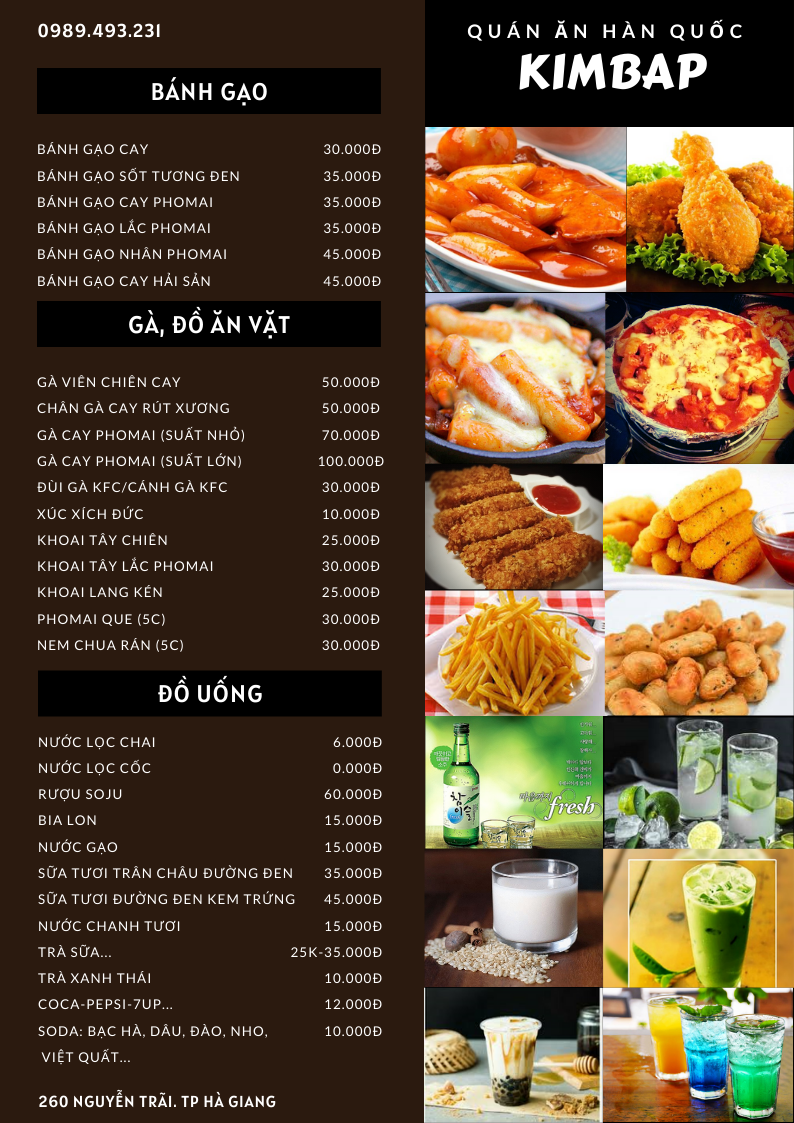 0989.493.231
QUÁN ĂN HÀN QUỐC
KIMBAP
BÁNH GẠO
BÁNH GẠO CAY 30.000Đ
BÁNH GẠO SỐT TƯƠNG ĐEN 35.000Đ
BÁNH GẠO CAY PHOMAI 35.000Đ
BÁNH GẠO LẮC PHOMAI 35.000Đ
BÁNH GẠO NHÂN PHOMAI 45.000Đ
BÁNH GẠO CAY HẢI SẢN 45.000Đ
GÀ, ĐỒ ĂN VẶT
GÀ VIÊN CHIÊN CAY 50.000Đ
CHÂN GÀ CAY RÚT XƯƠNG 50.000Đ
GÀ CAY PHOMAI (SUẤT NHỎ) 70.000Đ
GÀ CAY PHOMAI (SUẤT LỚN) 100.000Đ
ĐÙI GÀ KFC/CÁNH GÀ KFC 30.000Đ
XÚC XÍCH ĐỨC 10.000Đ
KHOAI TÂY CHIÊN 25.000Đ
KHOAI TÂY LẮC PHOMAI 30.000Đ
KHOAI LANG KÉN 25.000Đ
PHOMAI QUE (5C) 30.000Đ
NEM CHUA RÁN (5C) 30.000Đ
ĐỒ UỐNG
NƯỚC LỌC CHAI 6.000Đ
NƯỚC LỌC CỐC 0.000Đ
RƯỢU SOJU 60.000Đ
BIA LON 15.000Đ
NƯỚC GẠO 15.000Đ
SỮA TƯƠI TRÂN CHÂU ĐƯỜNG ĐEN 35.000Đ
SỮA TƯƠI ĐƯỜNG ĐEN KEM TRỨNG 45.000Đ
NƯỚC CHANH TƯƠI 15.000Đ
TRÀ SỮA... 25K-35.000Đ
TRÀ XANH THÁI 10.000Đ
COCA-PEPSI-7UP... 12.000Đ
SODA: BẠC HÀ, DÂU, ĐÀO, NHO, 10.000Đ
VIỆT QUẤT...
260 NGUYỄN TRÃI. TP HÀ GIANG
참이슬
fresh